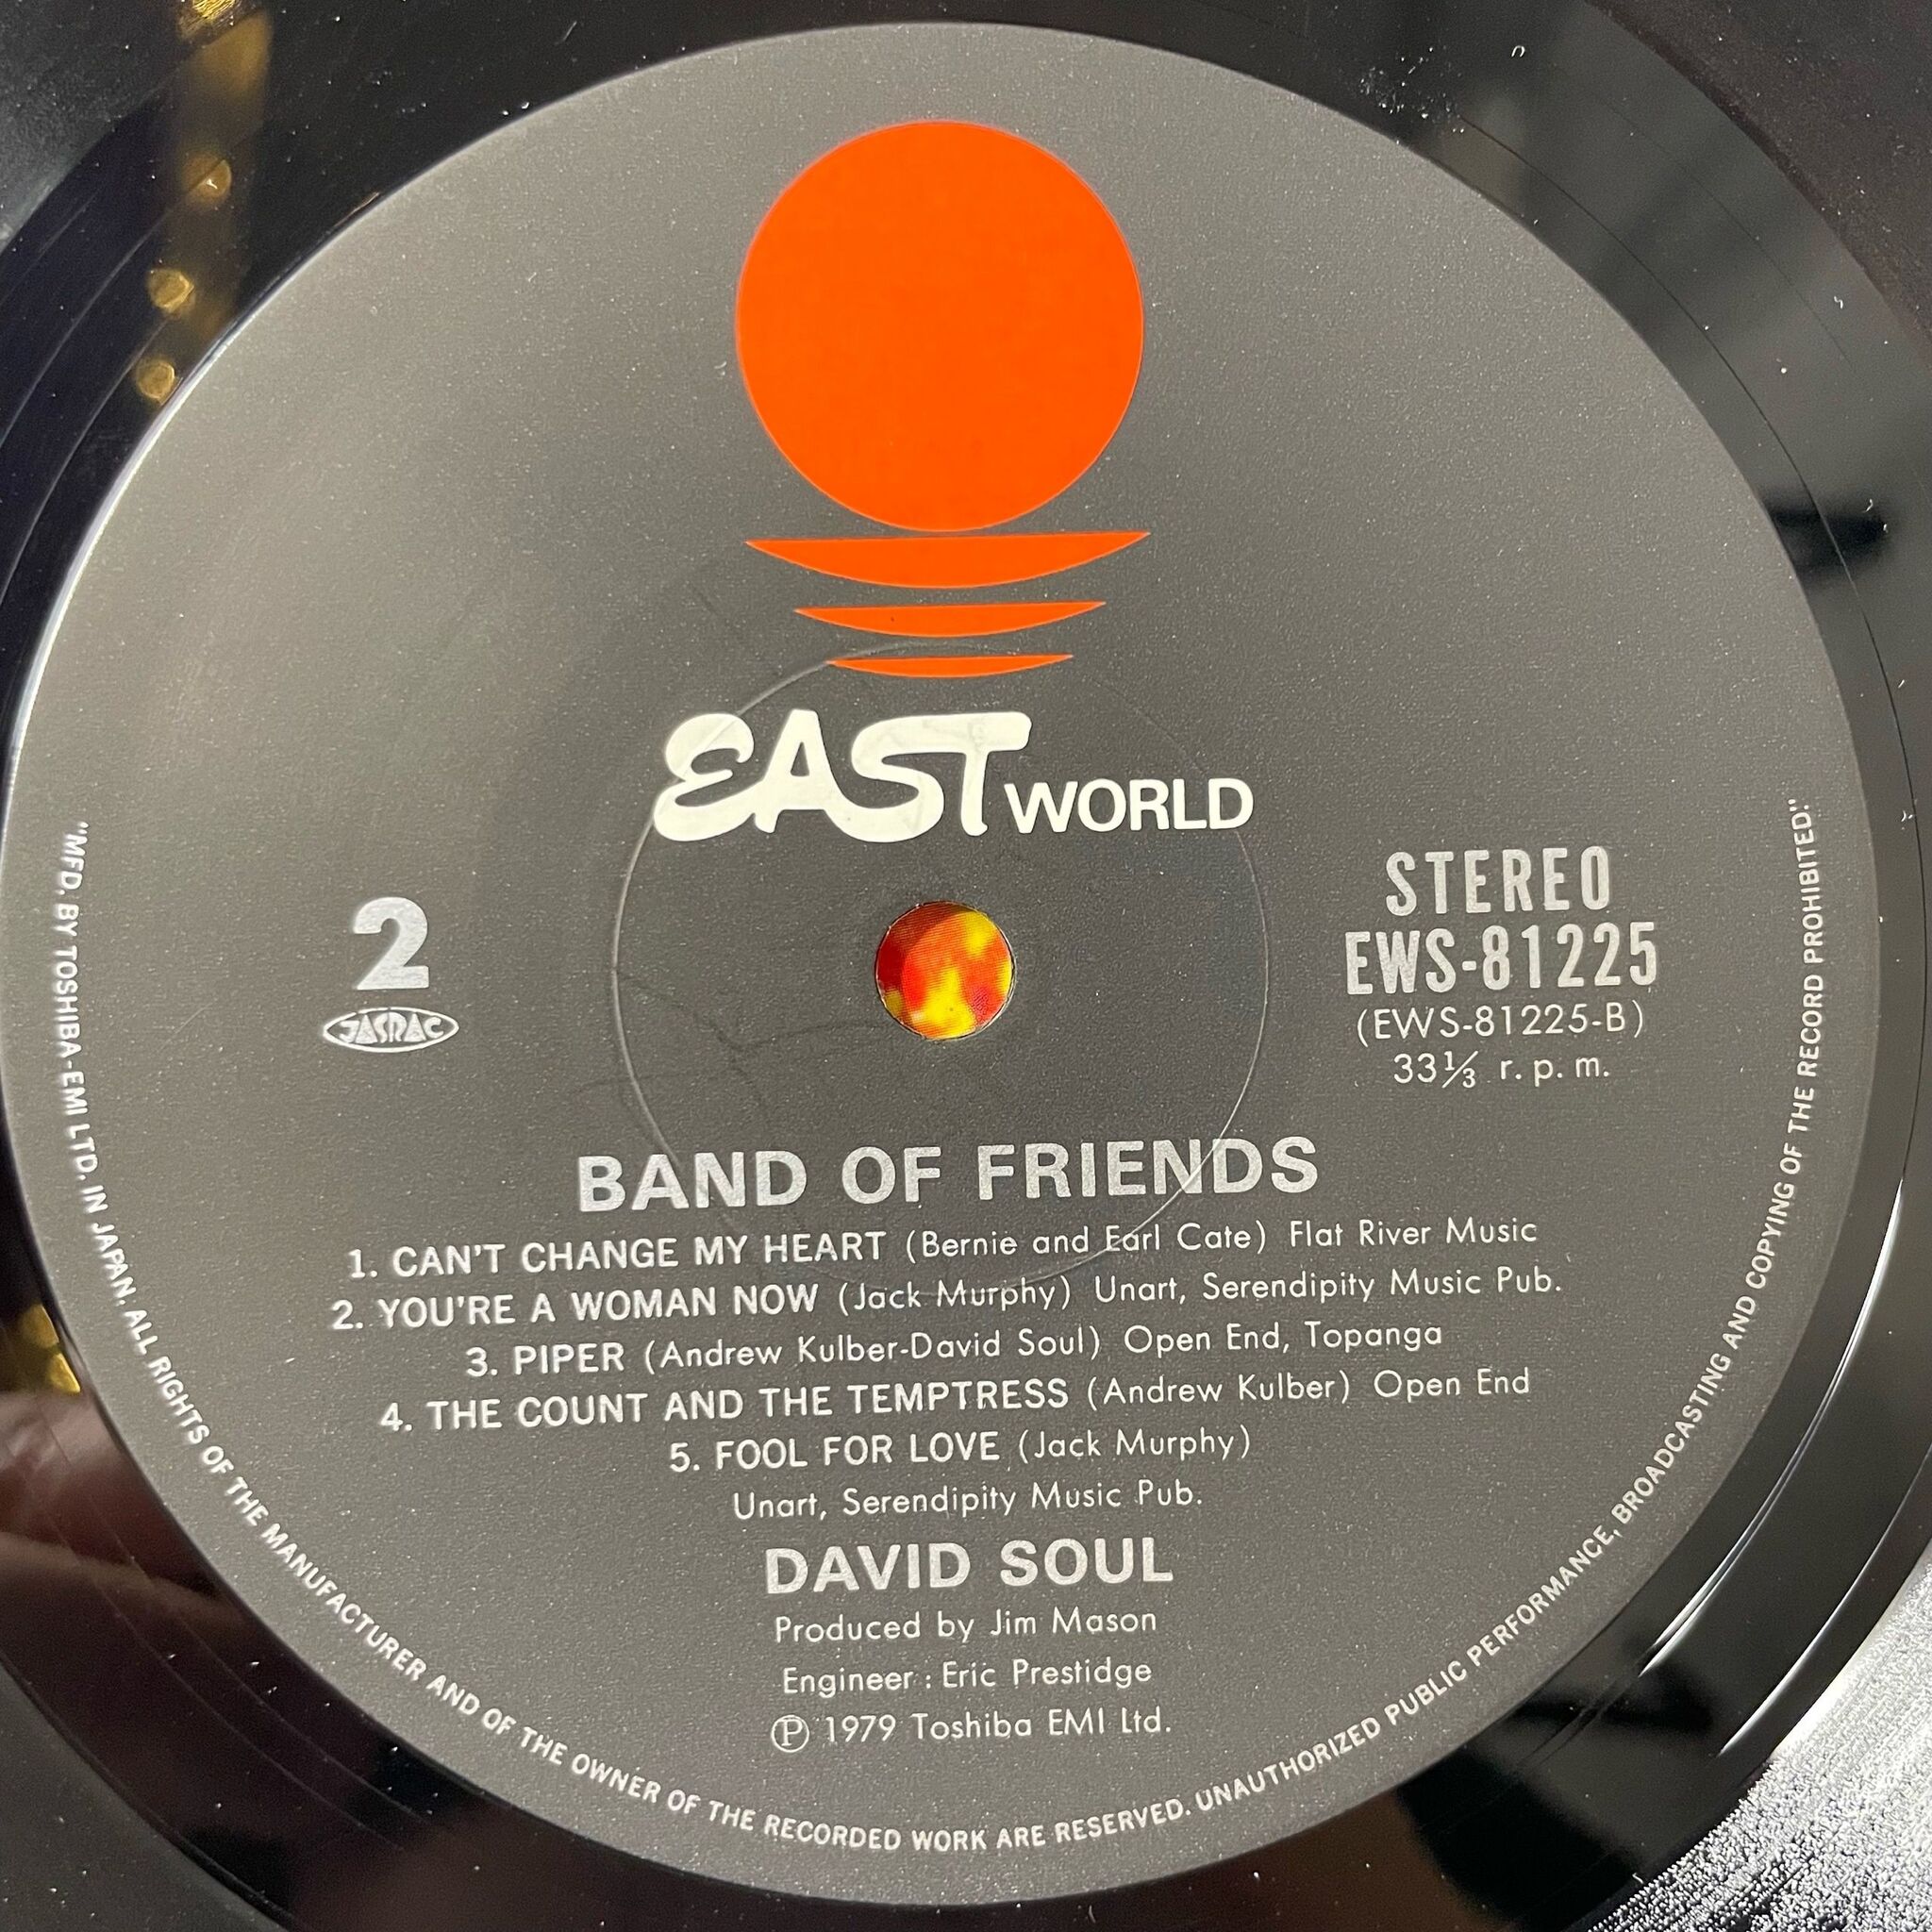 EAST WORLD
2
JASRAC
STEREO
EWS-81225
(EWS-81225-B)
33⅓ r.p.m.
BAND OF FRIENDS
1. CAN'T CHANGE MY HEART (Bernie and Earl Cate) Flat River Music
2. YOU'RE A WOMAN NOW (Jack Murphy) Unart, Serendipity Music Pub.
3. PIPER (Andrew Kulber-David Soul) Open End, Topanga
4. THE COUNT AND THE TEMPTRESS (Andrew Kulber) Open End
5. FOOL FOR LOVE (Jack Murphy)
Unart, Serendipity Music Pub.
DAVID SOUL
Produced by Jim Mason
Engineer : Eric Prestidge
Ⓟ 1979 Toshiba EMI Ltd.
"MFD. BY TOSHIBA-EMI LTD. IN JAPAN. ALL RIGHTS OF THE MANUFACTURER AND OF THE OWNER OF THE RECORDED WORK ARE RESERVED. UNAUTHORIZED PUBLIC PERFORMANCE, BROADCASTING AND COPYING OF THE RECORD PROHIBITED."